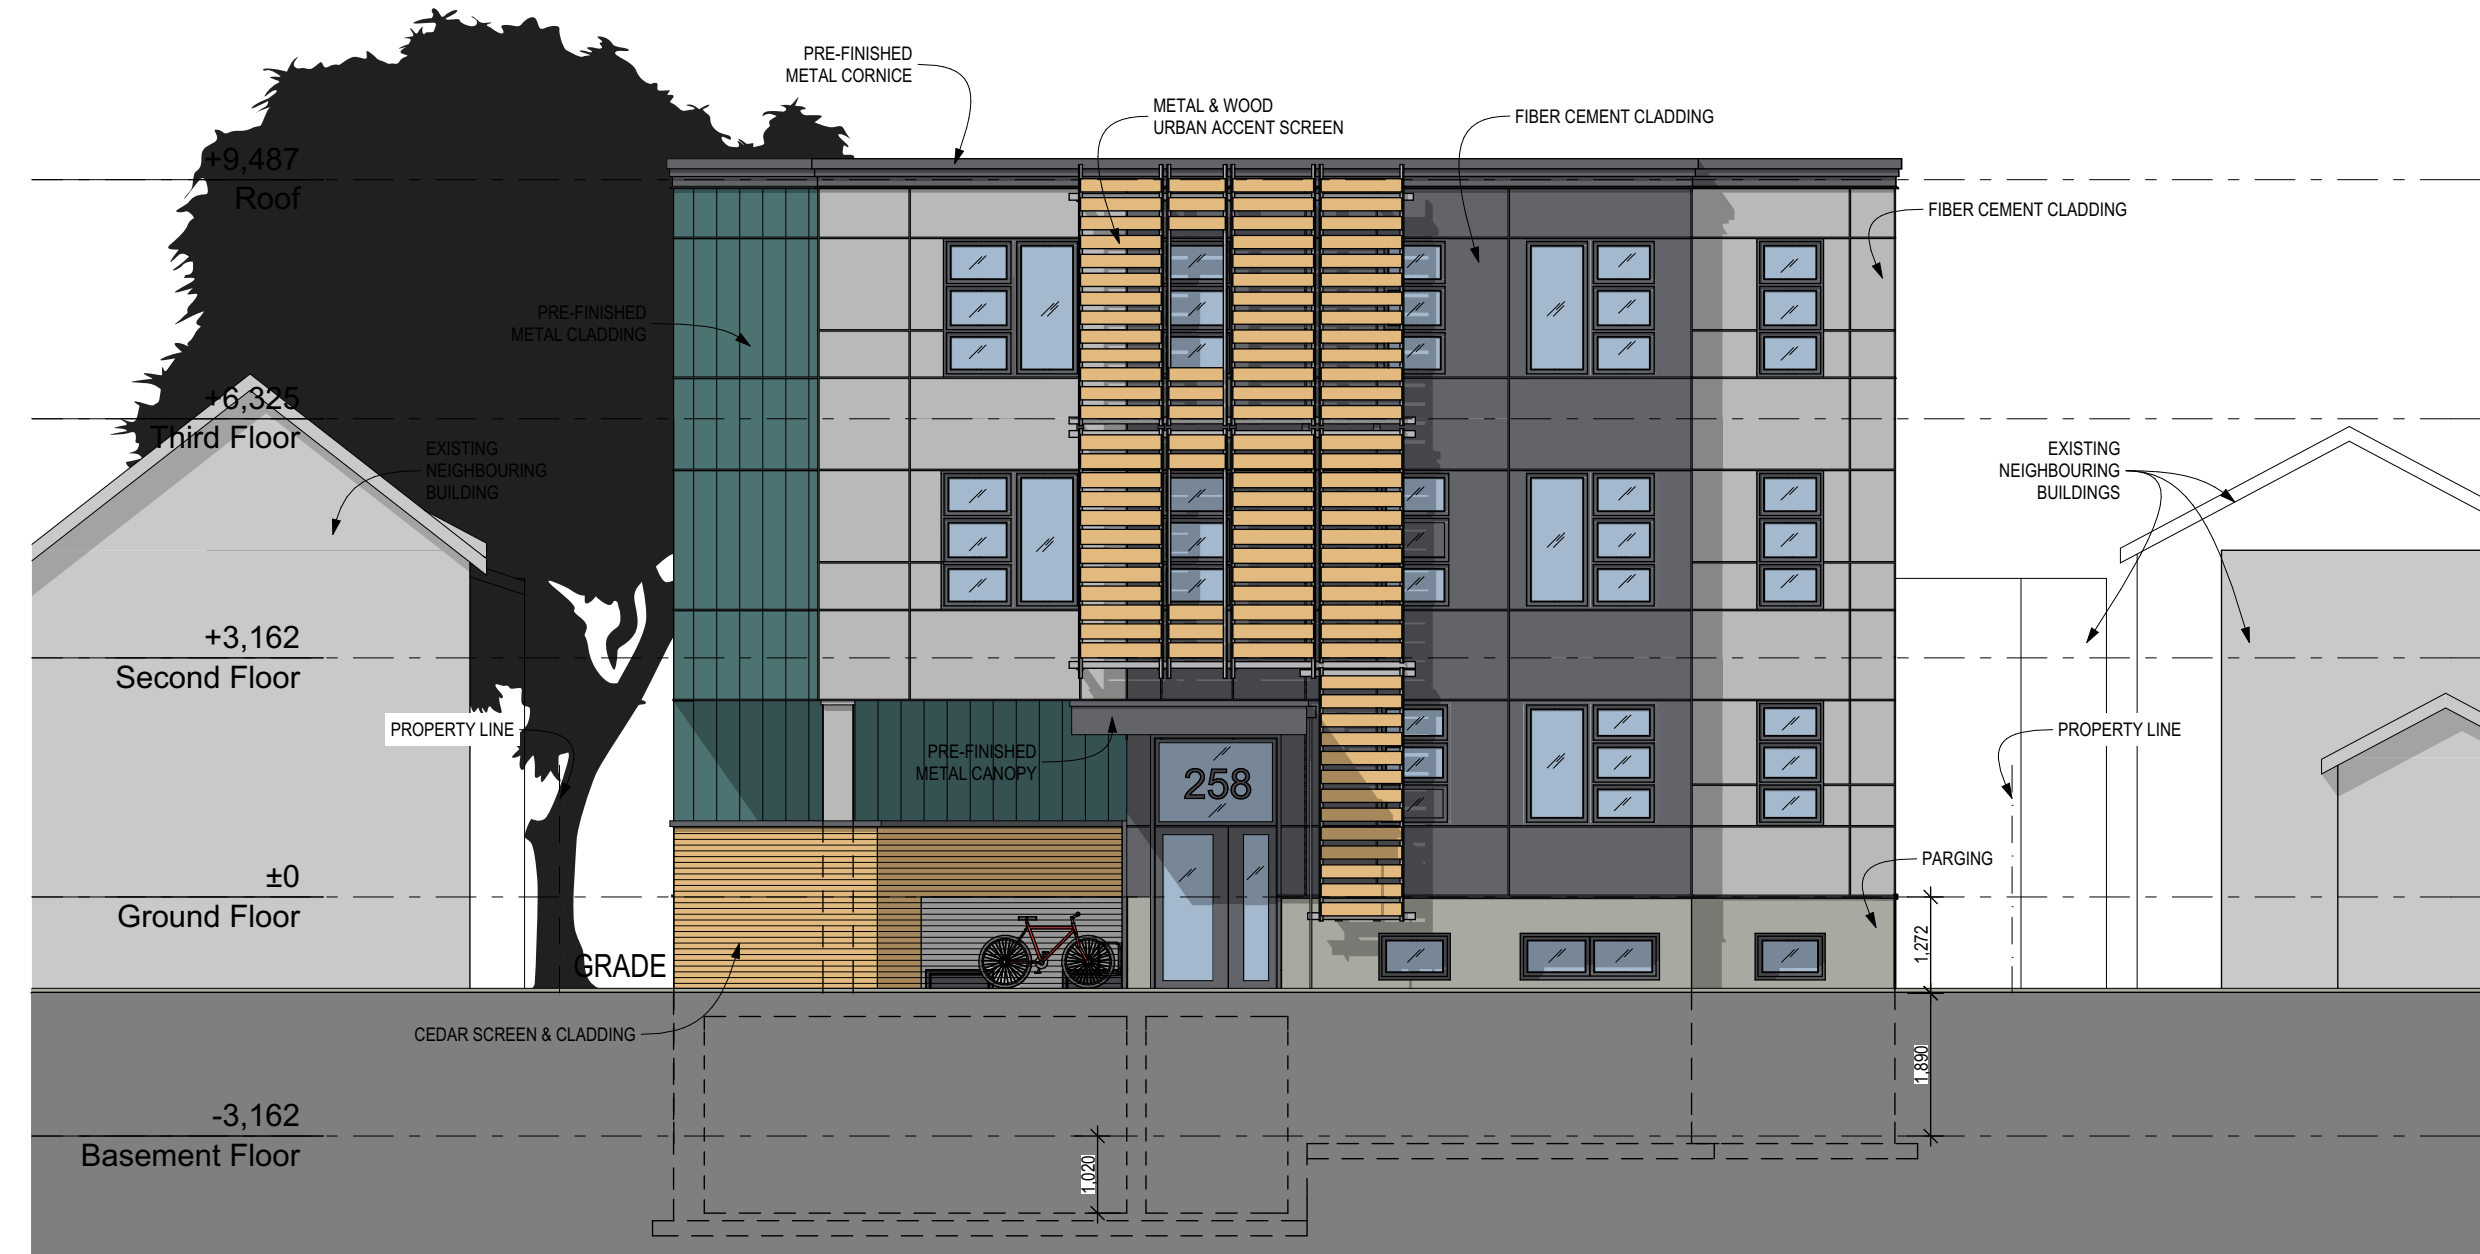 PRE-FINISHED
METAL CORNICE
METAL & WOOD
URBAN ACCENT SCREEN
FIBER CEMENT CLADDING
+9,487
Roof
FIBER CEMENT CLADDING
PRE-FINISHED
METAL CLADDING
+6,325
Third Floor
EXISTING
NEIGHBOURING
BUILDING
EXISTING
NEIGHBOURING
BUILDINGS
+3,162
Second Floor
PROPERTY LINE
PRE-FINISHED
METAL CANOPY
258
PROPERTY LINE
±0
Ground Floor
PARGING
1,272
GRADE
CEDAR SCREEN & CLADDING
1,890
-3,162
Basement Floor
1,020